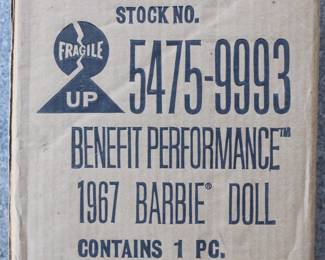 STOCK NO.
FRAGILE
UP
5475-9993
BENEFIT PERFORMANCE™
1967 BARBIE® DOLL
CONTAINS 1 PC.